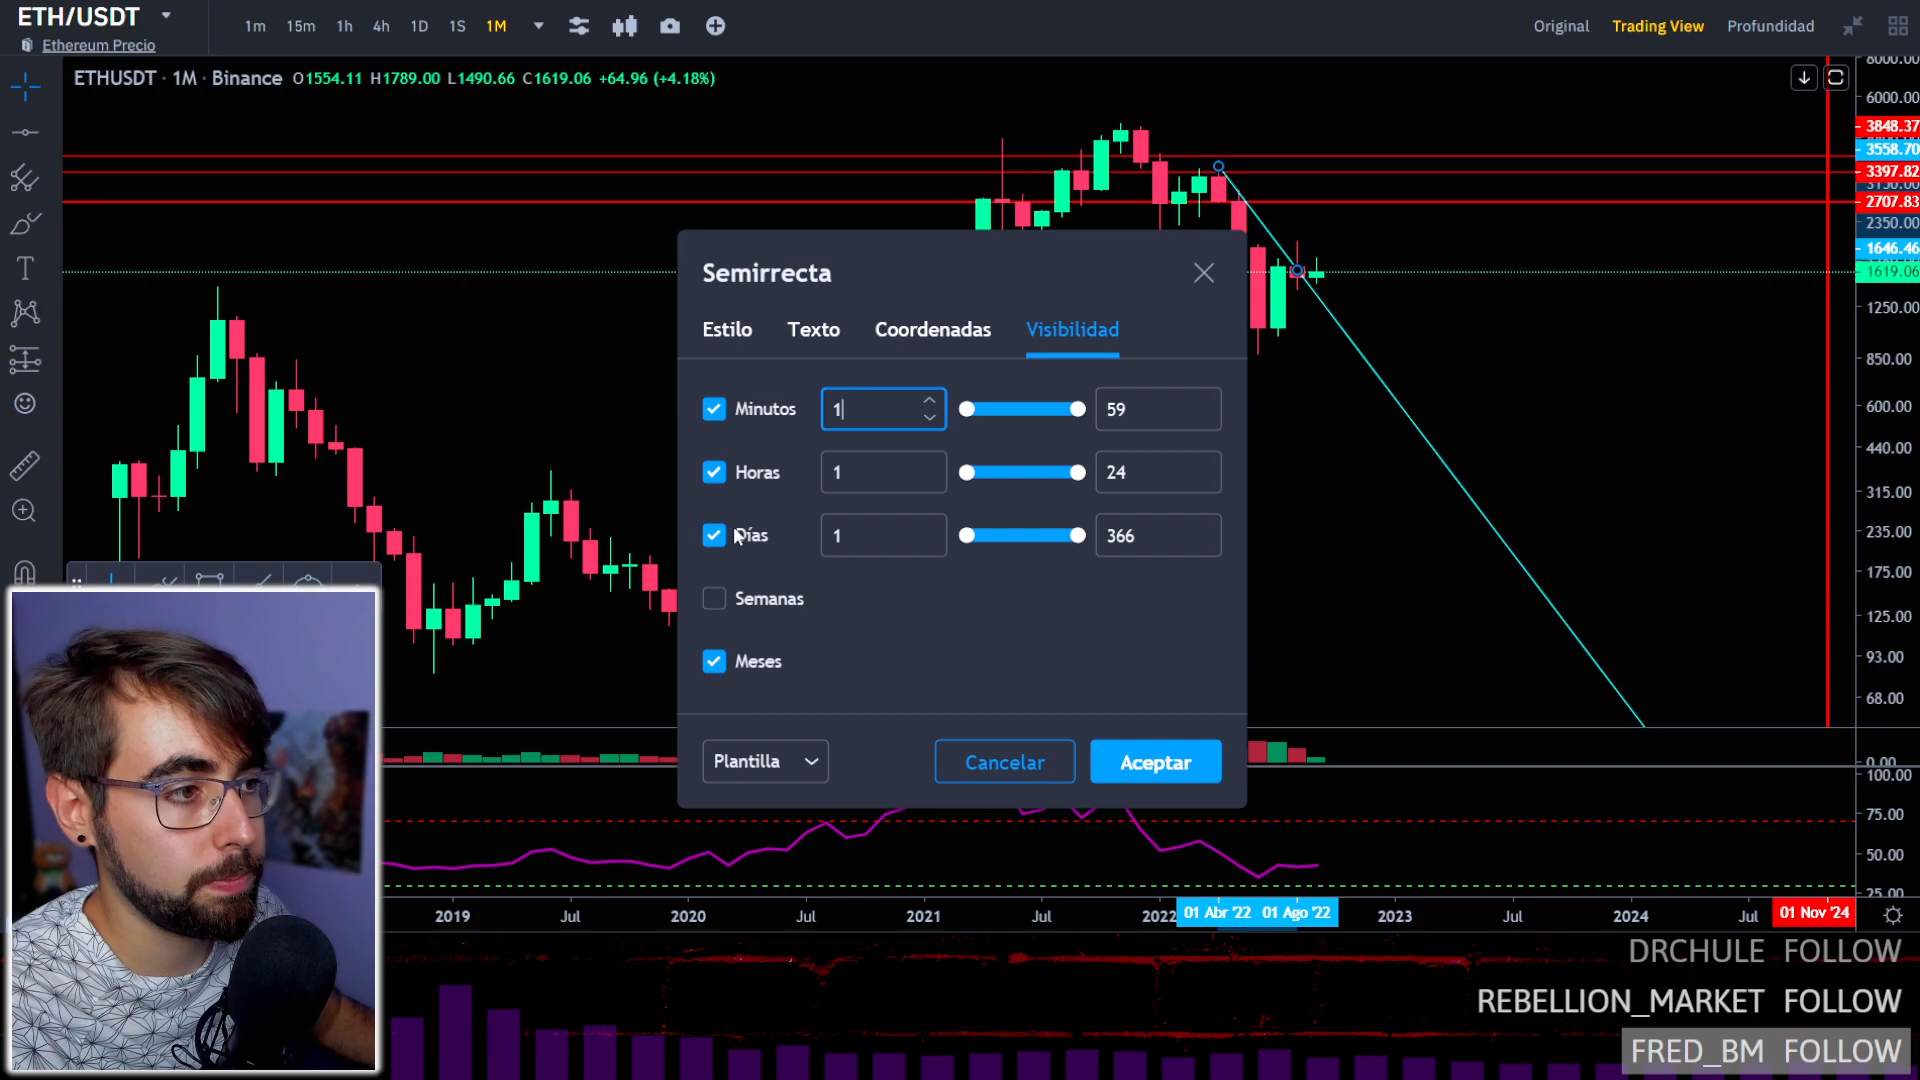 ETH/USDT
Ethereum Precio
1m 15m 1h 4h 1D 1S 1M
Original Trading View Profundidad
ETHUSDT · 1M · Binance O1554.11 H1789.00 L1490.66 C1619.06 +64.96 (+4.18%)
8000.00
6000.00
3848.37
3558.70
3397.82
3150.00
2707.83
2350.00
1646.46
1619.06
1250.00
850.00
600.00
440.00
315.00
235.00
175.00
125.00
93.00
68.00
0.00
100.00
75.00
50.00
25.00
Semirrecta
Estilo Texto Coordenadas Visibilidad
Minutos 1 59
Horas 1 24
Días 1 366
Semanas
Meses
Plantilla Cancelar Aceptar
2019 Jul 2020 Jul 2021 Jul 2022 01 Abr '22 01 Ago '22 2023 Jul 2024 Jul 01 Nov '24
DRCHULE FOLLOW
REBELLION_MARKET FOLLOW
FRED_BM FOLLOW